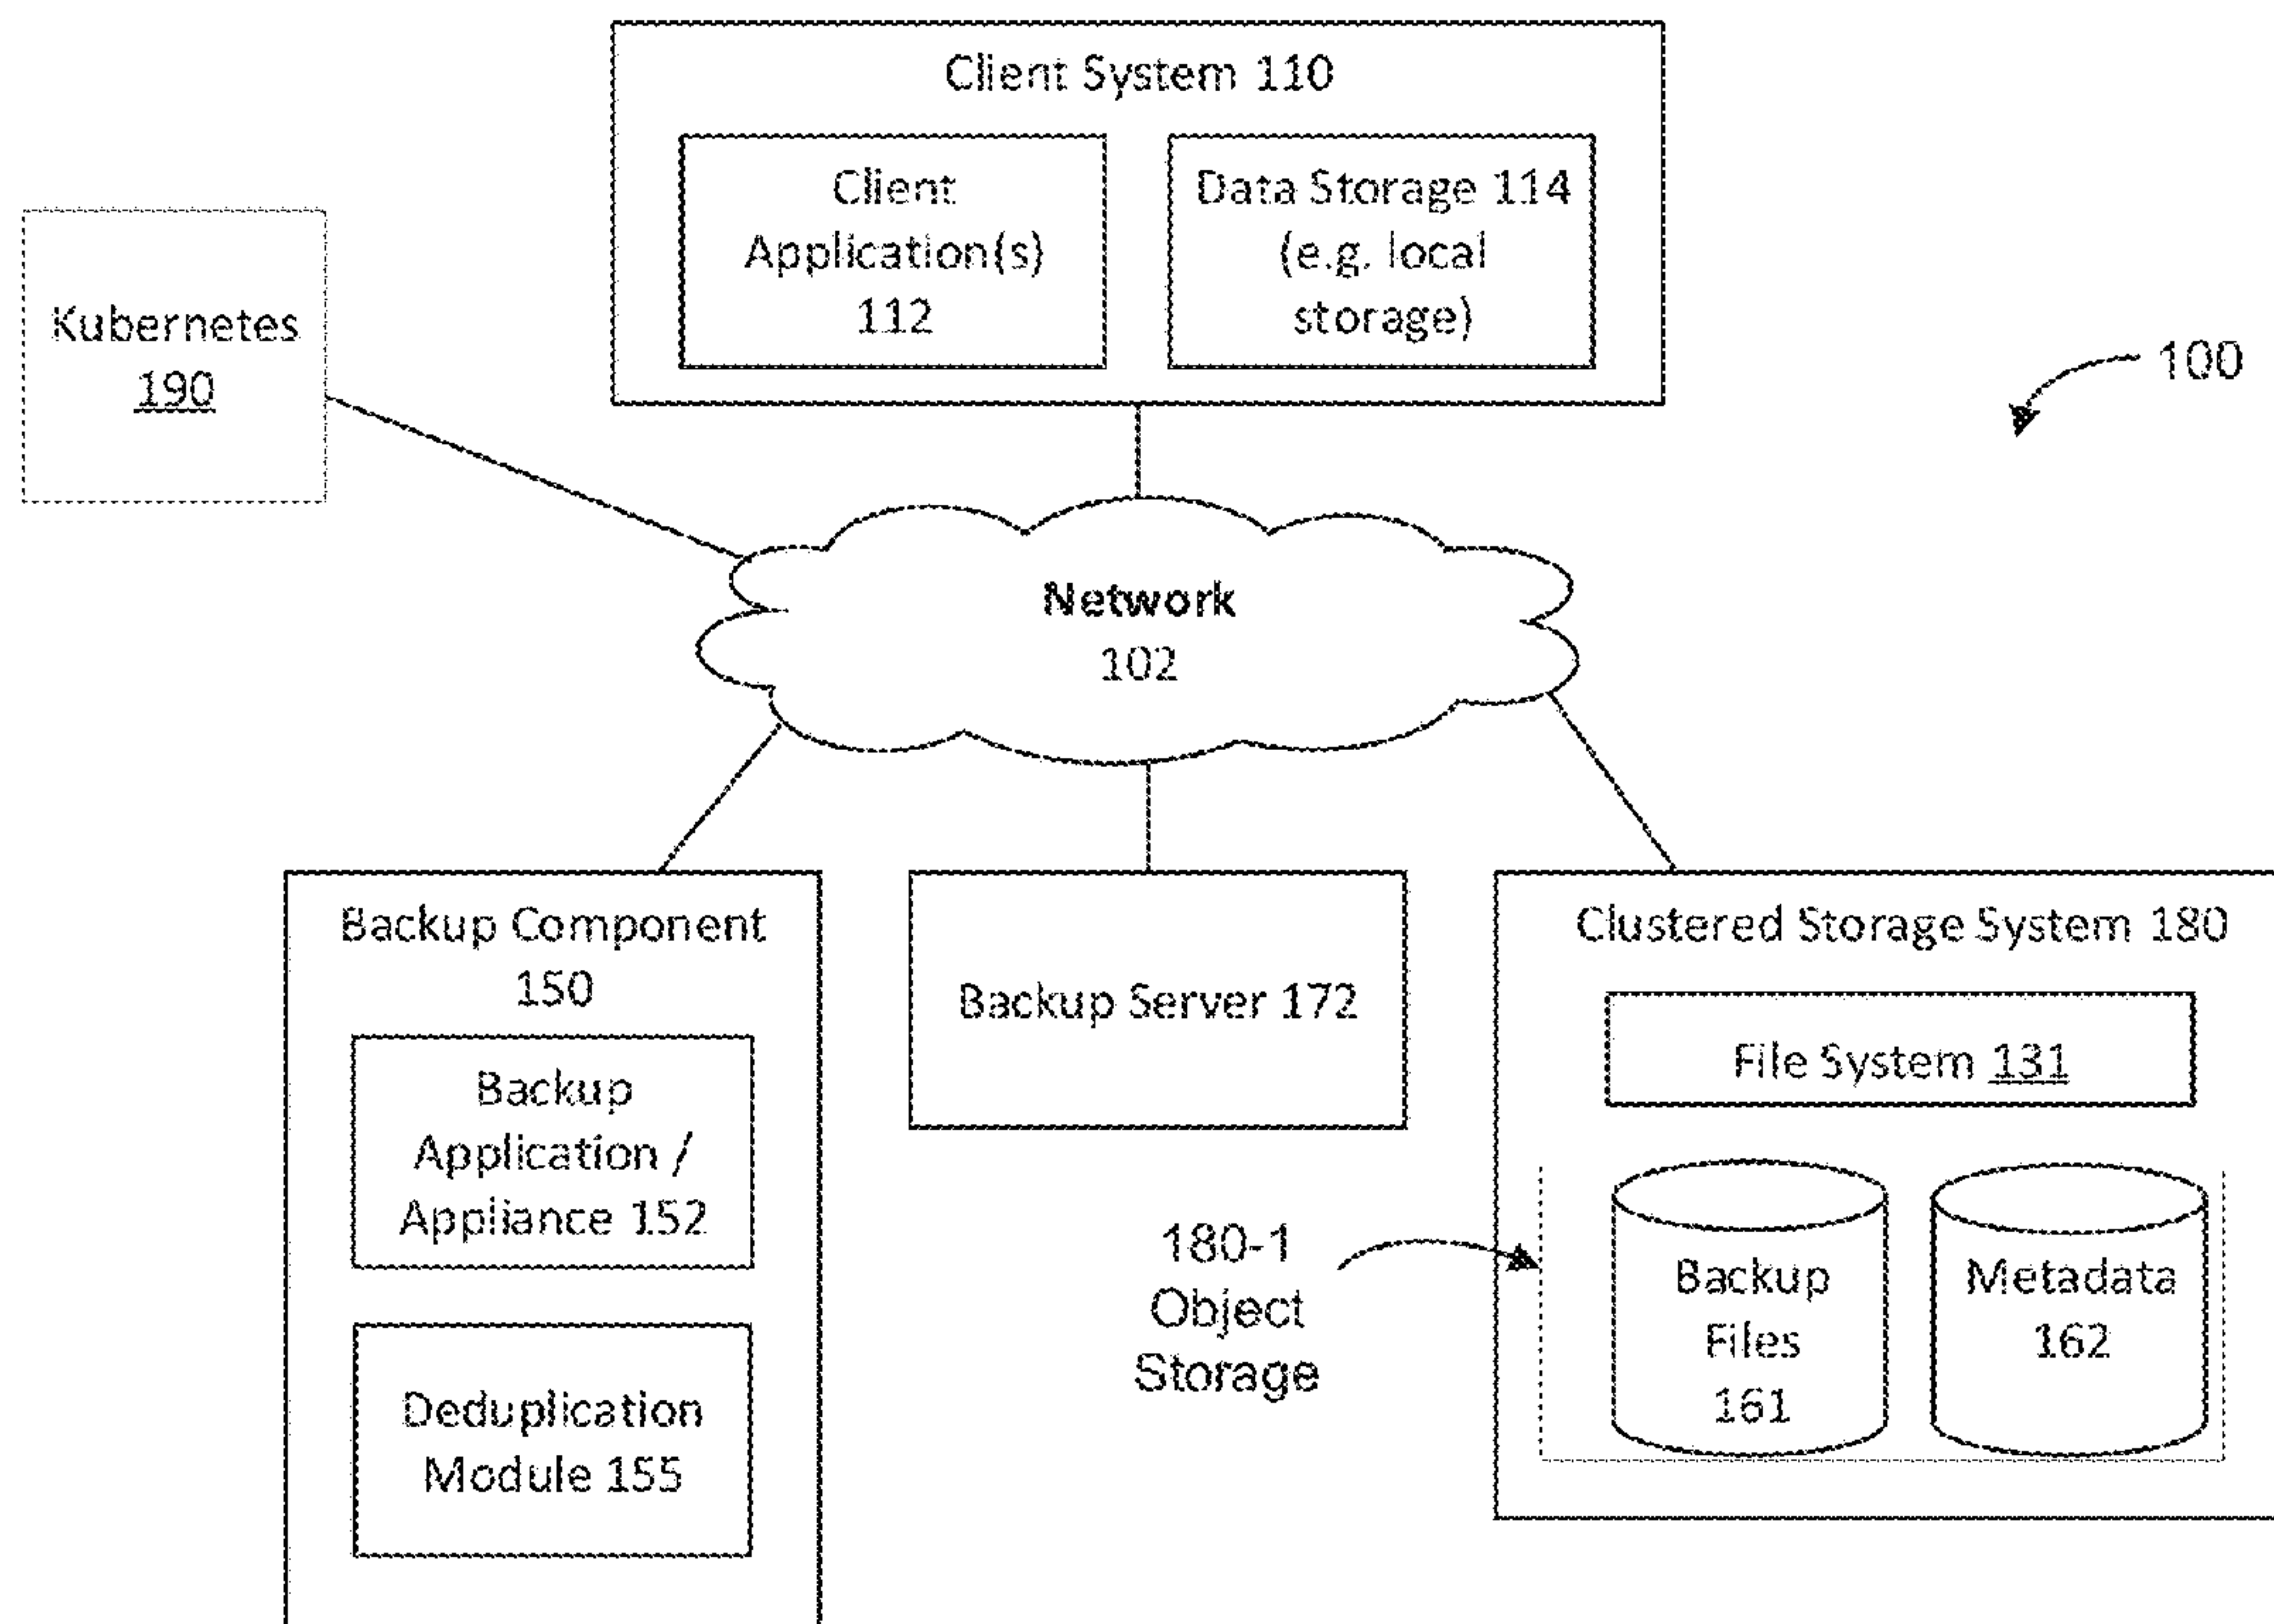 Client System 110
Client
Application(s)
112
Data Storage 114
(e.g. local
storage)
Kubernetes
190
100
Network
102
Backup Component
150
Backup
Application /
Appliance 152
Deduplication
Module 155
Backup Server 172
Clustered Storage System 180
File System 131
180-1
Object
Storage
Backup
Files
161
Metadata
162